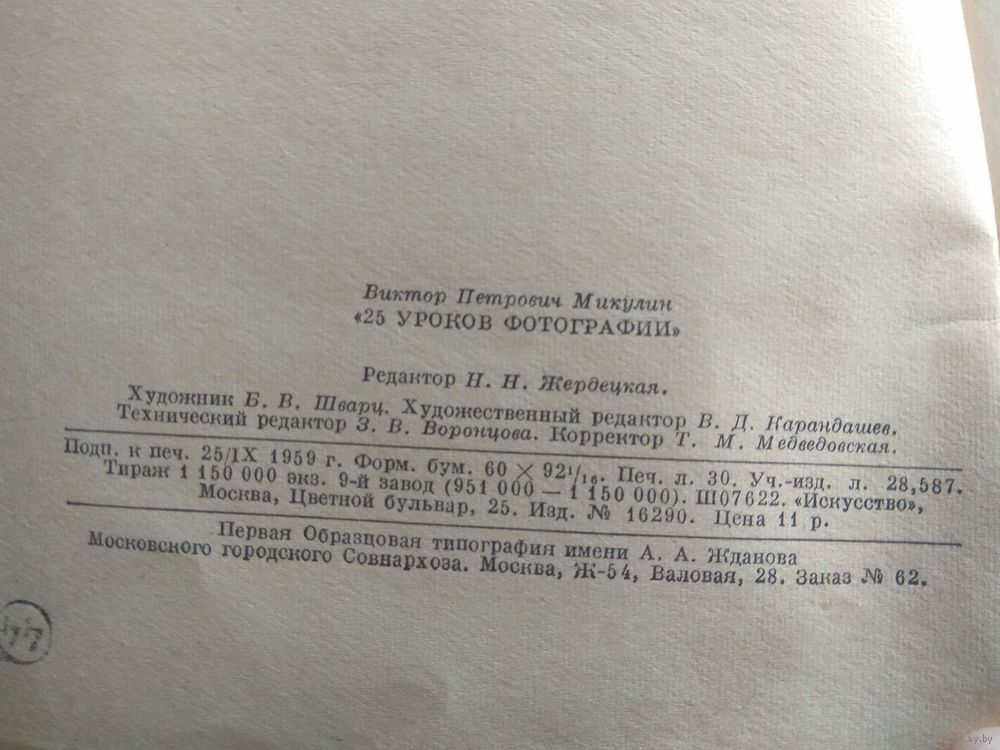 Виктор Петрович Микулин
«25 УРОКОВ ФОТОГРАФИИ»
Редактор Н. Н. Жердецкая.
Художник Б. В. Шварц. Художественный редактор В. Д. Карандашев.
Технический редактор З. В. Воронцова. Корректор Т. М. Медведовская.
Подп. к печ. 25/IX 1959 г. Форм. бум. 60 × 92 1/16. Печ. л. 30. Уч.-изд. л. 28,587.
Тираж 1 150 000 экз. 9-й завод (951 000 — 1 150 000). Ш07622. «Искусство»,
Москва, Цветной бульвар, 25. Изд. № 16290. Цена 11 р.
Первая Образцовая типография имени А. А. Жданова
Московского городского Совнархоза. Москва, Ж-54, Валовая, 28. Заказ № 62.